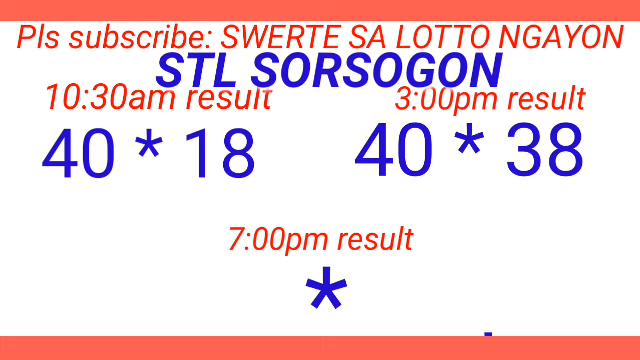 Pls subscribe: SWERTE SA LOTTO NGAYON
STL SORSOGON
10:30am result
3:00pm result
40 * 18
40 * 38
7:00pm result
*